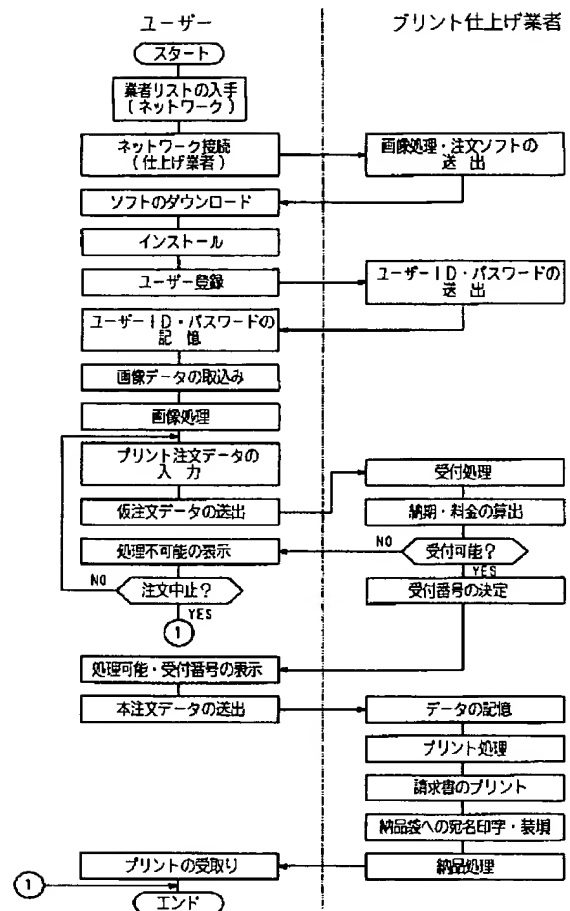 ユーザー
プリント仕上げ業者
スタート
業者リストの入手
(ネットワーク)
ネットワーク接続
(仕上げ業者)
画像処理・注文ソフトの
送 出
ソフトのダウンロード
インストール
ユーザー登録
ユーザーID・パスワードの
送 出
ユーザーID・パスワードの
記 憶
画像データの取込み
画像処理
プリント注文データの
入 力
受付処理
仮注文データの送出
納期・料金の算出
処理不可能の表示
NO
受付可能?
YES
NO
注文中止?
受付番号の決定
YES
1
処理可能・受付番号の表示
本注文データの送出
データの記憶
プリント処理
請求書のプリント
納品袋への宛名印字・装填
プリントの受取り
納品処理
1
エンド